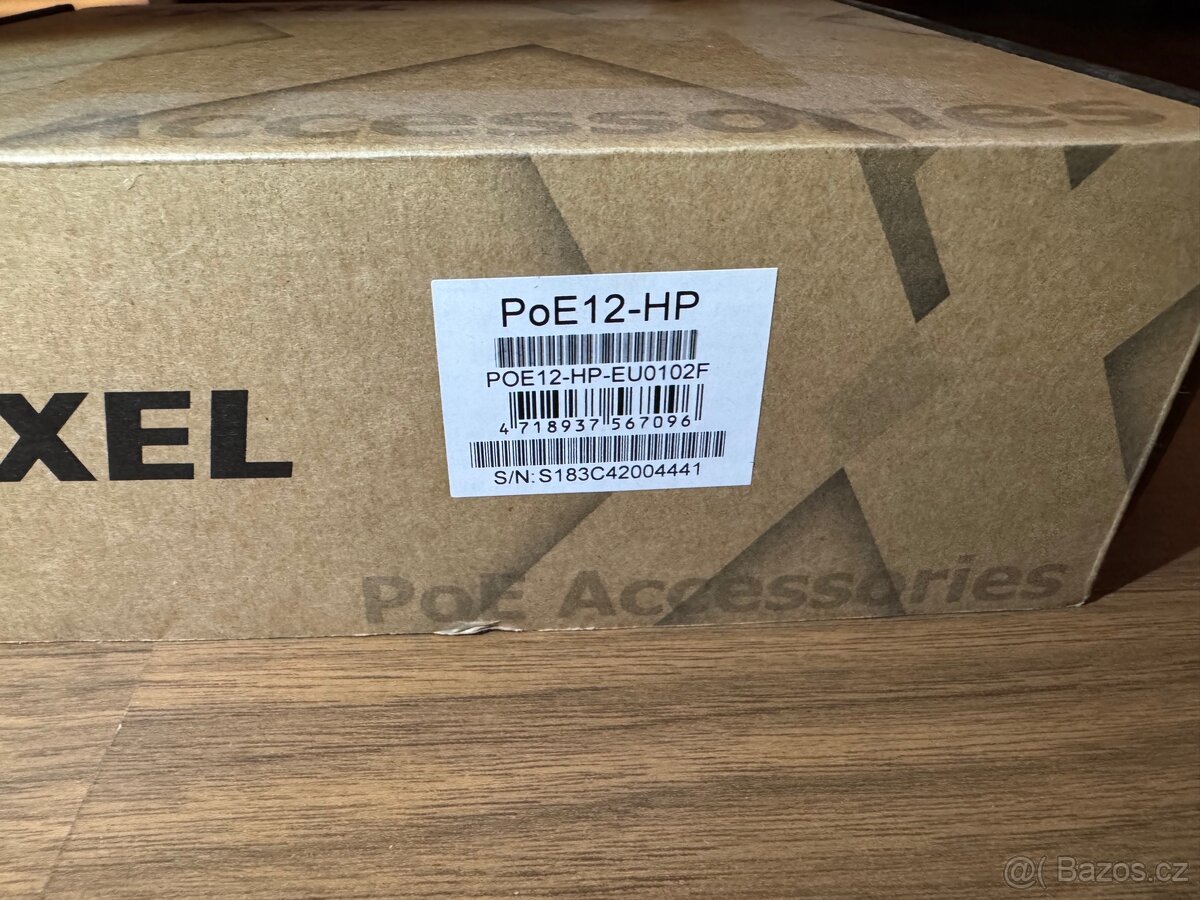 Accessories
PoE12-HP
POE12-HP-EU0102F
4 718937 567096
S/N: S183C42004441
XEL
PoE Accessories
@( Bazos.cz